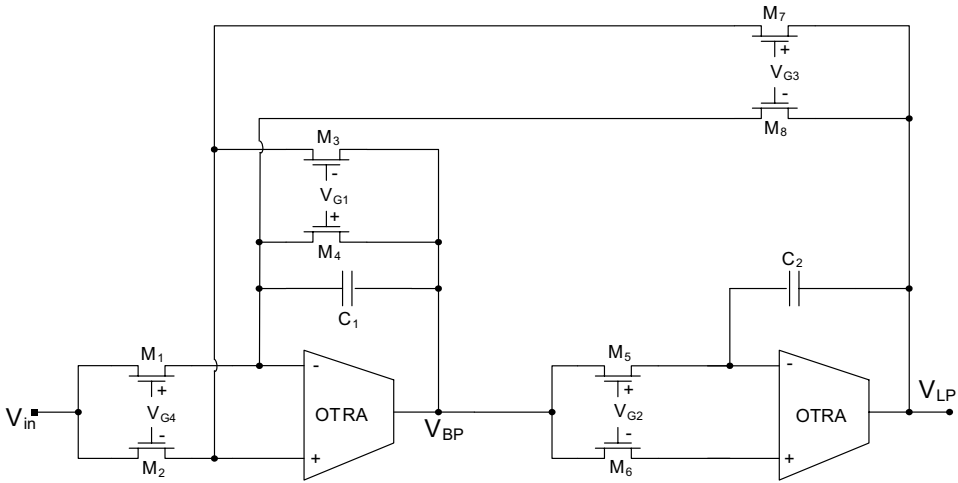 M7
+
VG3
-
M8
M3
-
VG1
+
M4
C1
C2
M1
+
VG4
-
M2
Vin
-
OTRA
+
VBP
M5
+
VG2
-
M6
-
OTRA
+
VLP